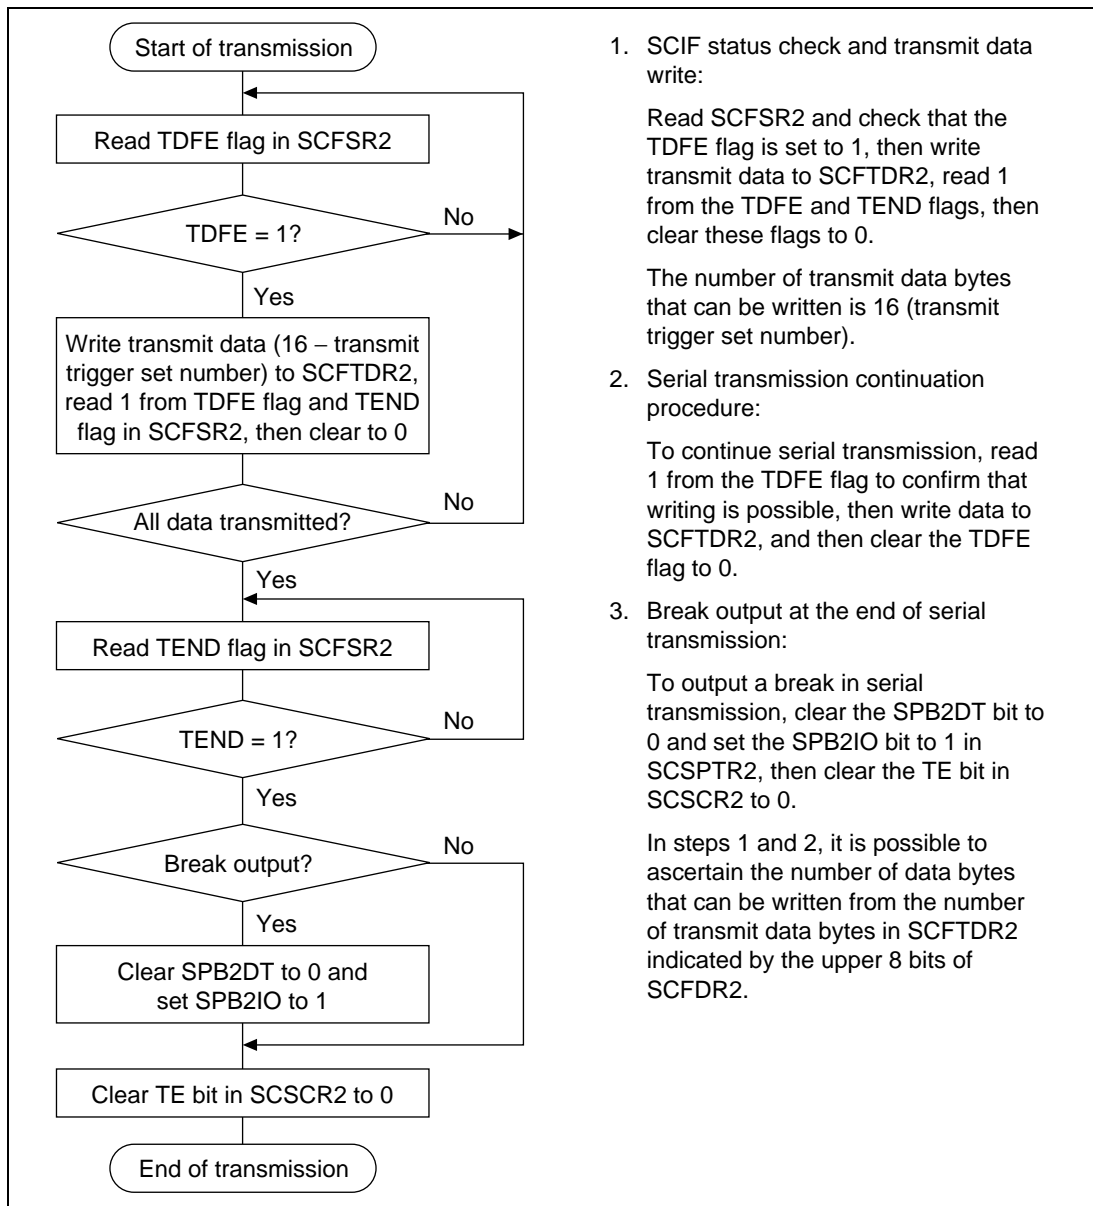 Start of transmission
Read TDFE flag in SCFSR2
TDFE = 1?
No
Yes
Write transmit data (16 − transmit
trigger set number) to SCFTDR2,
read 1 from TDFE flag and TEND
flag in SCFSR2, then clear to 0
All data transmitted?
No
Yes
Read TEND flag in SCFSR2
TEND = 1?
No
Yes
Break output?
No
Yes
Clear SPB2DT to 0 and
set SPB2IO to 1
Clear TE bit in SCSCR2 to 0
End of transmission
1. SCIF status check and transmit data
write:
Read SCFSR2 and check that the
TDFE flag is set to 1, then write
transmit data to SCFTDR2, read 1
from the TDFE and TEND flags, then
clear these flags to 0.
The number of transmit data bytes
that can be written is 16 (transmit
trigger set number).
2. Serial transmission continuation
procedure:
To continue serial transmission, read
1 from the TDFE flag to confirm that
writing is possible, then write data to
SCFTDR2, and then clear the TDFE
flag to 0.
3. Break output at the end of serial
transmission:
To output a break in serial
transmission, clear the SPB2DT bit to
0 and set the SPB2IO bit to 1 in
SCSPTR2, then clear the TE bit in
SCSCR2 to 0.
In steps 1 and 2, it is possible to
ascertain the number of data bytes
that can be written from the number
of transmit data bytes in SCFTDR2
indicated by the upper 8 bits of
SCFDR2.